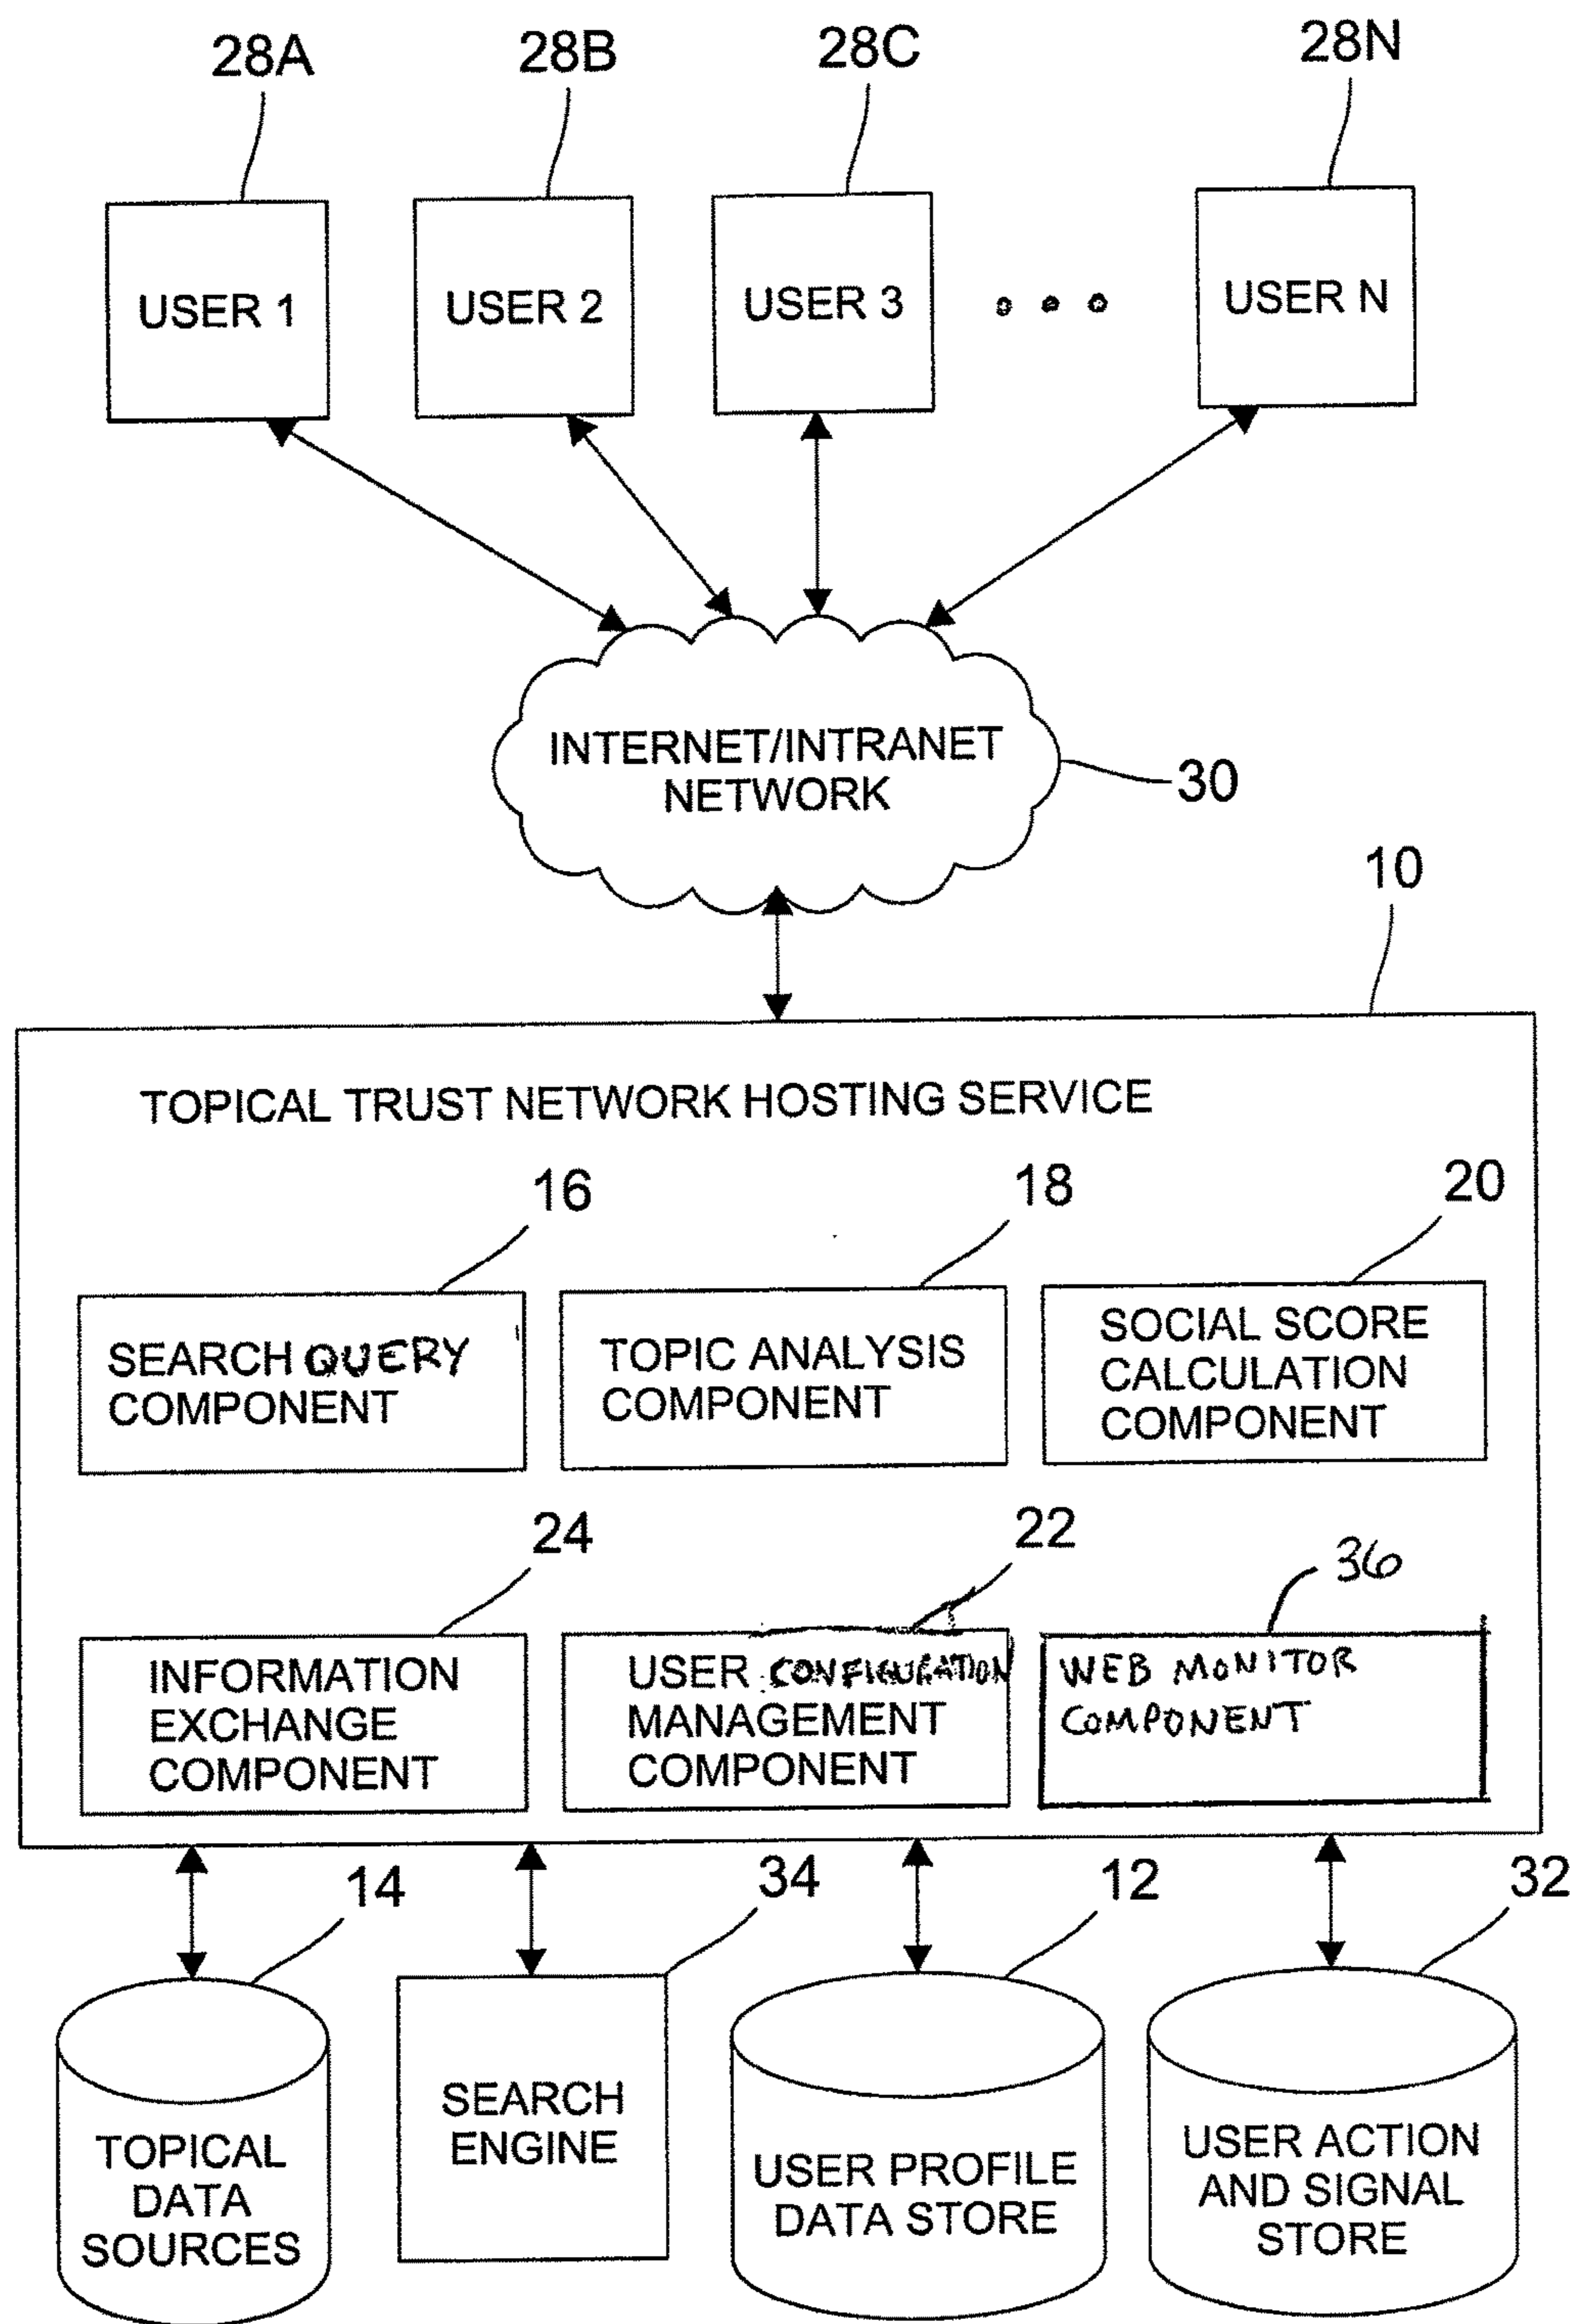 28A
28B
28C
28N
USER 1
USER 2
USER 3
USER N
INTERNET/INTRANET
NETWORK
30
10
TOPICAL TRUST NETWORK HOSTING SERVICE
16
18
20
SEARCH QUERY
COMPONENT
TOPIC ANALYSIS
COMPONENT
SOCIAL SCORE
CALCULATION
COMPONENT
24
22
36
INFORMATION
EXCHANGE
COMPONENT
USER CONFIGURATION
MANAGEMENT
COMPONENT
WEB MONITOR
COMPONENT
14
34
12
32
TOPICAL
DATA
SOURCES
SEARCH
ENGINE
USER PROFILE
DATA STORE
USER ACTION
AND SIGNAL
STORE